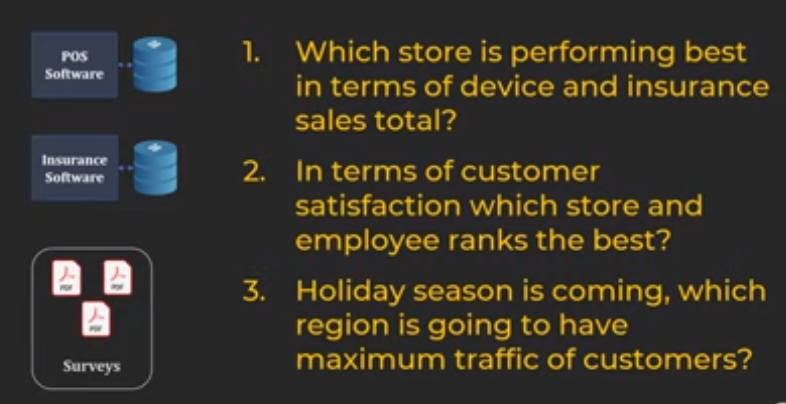 POS
Software
Insurance
Software
PDF
PDF
PDF
Surveys
1. Which store is performing best
in terms of device and insurance
sales total?
2. In terms of customer
satisfaction which store and
employee ranks the best?
3. Holiday season is coming, which
region is going to have
maximum traffic of customers?